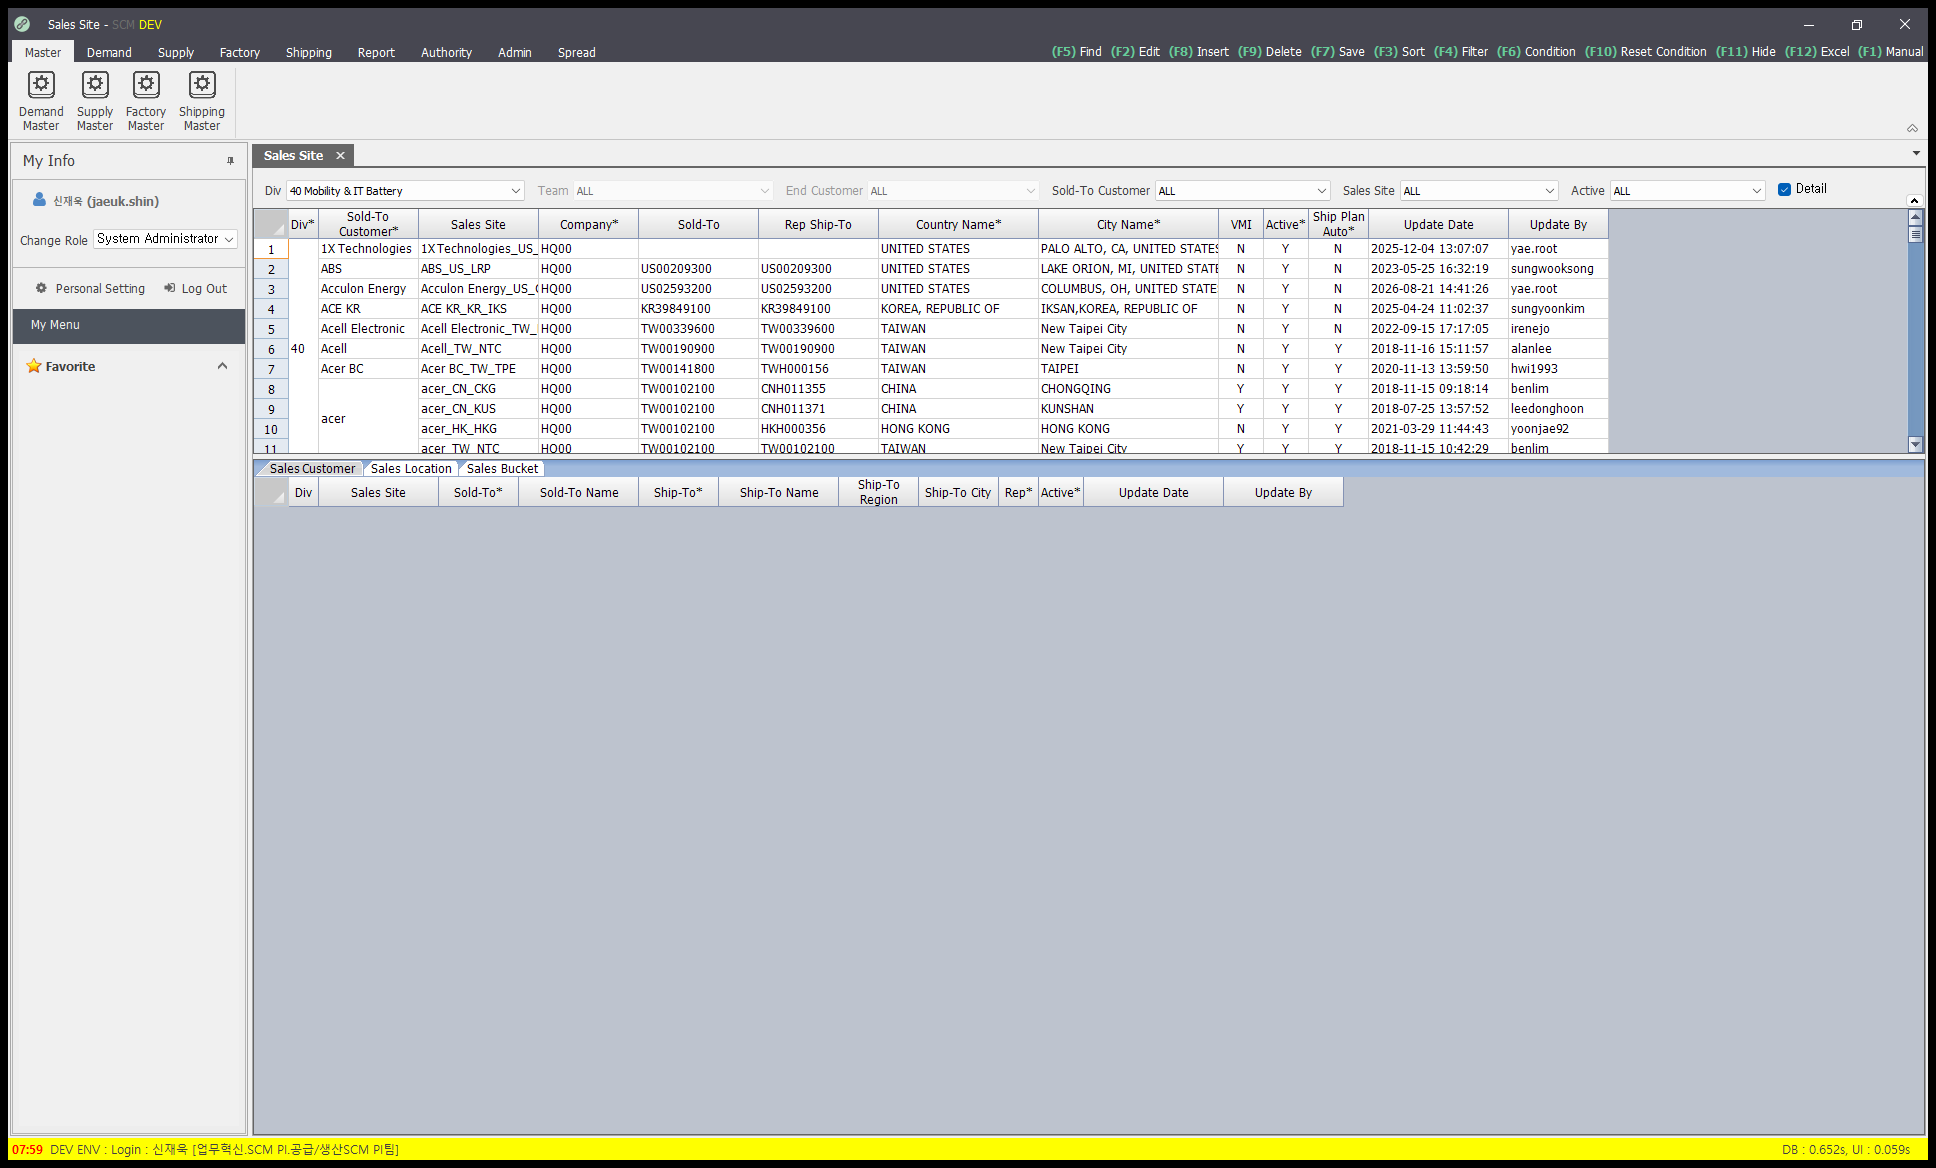 Sales Site - SCM DEV
Master Demand Supply Factory Shipping Report Authority Admin Spread
(F5) Find (F2) Edit (F8) Insert (F9) Delete (F7) Save (F3) Sort (F4) Filter (F6) Condition (F10) Reset Condition (F11) Hide (F12) Excel (F1) Manual
Demand Master Supply Master Factory Master Shipping Master
My Info
신재욱 (jaeuk.shin)
Change Role System Administrator
Personal Setting Log Out
My Menu
Favorite
Sales Site
Div 40 Mobility & IT Battery Team ALL End Customer ALL Sold-To Customer ALL Sales Site ALL Active ALL Detail
Div* Sold-To Customer* Sales Site Company* Sold-To Rep Ship-To Country Name* City Name* VMI Active* Ship Plan Auto* Update Date Update By
1 1X Technologies 1X Technologies_US_ HQ00 UNITED STATES PALO ALTO, CA, UNITED STATES N Y N 2025-12-04 13:07:07 yae.root
2 ABS ABS_US_LRP HQ00 US00209300 US00209300 UNITED STATES LAKE ORION, MI, UNITED STATE N Y N 2023-05-25 16:32:19 sungwooksong
3 Acculon Energy Acculon Energy_US_ HQ00 US02593200 US02593200 UNITED STATES COLUMBUS, OH, UNITED STATE N Y N 2026-08-21 14:41:26 yae.root
4 ACE KR ACE KR_KR_IKS HQ00 KR39849100 KR39849100 KOREA, REPUBLIC OF IKSAN,KOREA, REPUBLIC OF N Y N 2025-04-24 11:02:37 sungyoonkim
5 Acell Electronic Acell Electronic_TW_ HQ00 TW00339600 TW00339600 TAIWAN New Taipei City N Y N 2022-09-15 17:17:05 irenejo
6 40 Acell Acell_TW_NTC HQ00 TW00190900 TW00190900 TAIWAN New Taipei City N Y Y 2018-11-16 15:11:57 alanlee
7 Acer BC Acer BC_TW_TPE HQ00 TW00141800 TWH000156 TAIWAN TAIPEI N Y Y 2020-11-13 13:59:50 hwi1993
8 acer_CN_CKG HQ00 TW00102100 CNH011355 CHINA CHONGQING Y Y Y 2018-11-15 09:18:14 benlim
9 acer acer_CN_KUS HQ00 TW00102100 CNH011371 CHINA KUNSHAN Y Y Y 2018-07-25 13:57:52 leedonghoon
10 acer_HK_HKG HQ00 TW00102100 HKH000356 HONG KONG HONG KONG N Y Y 2021-03-29 11:44:43 yoonjae92
11 acer_TW_NTC HQ00 TW00102100 TW00102100 TAIWAN New Taipei City Y Y Y 2018-11-15 10:42:29 benlim
Sales Customer Sales Location Sales Bucket
Div Sales Site Sold-To* Sold-To Name Ship-To* Ship-To Name Ship-To Region Ship-To City Rep* Active* Update Date Update By
07:59 DEV ENV : Login : 신재욱 [업무혁신.SCM PI.공급/생산SCM PI팀]
DB : 0.652s, UI : 0.059s